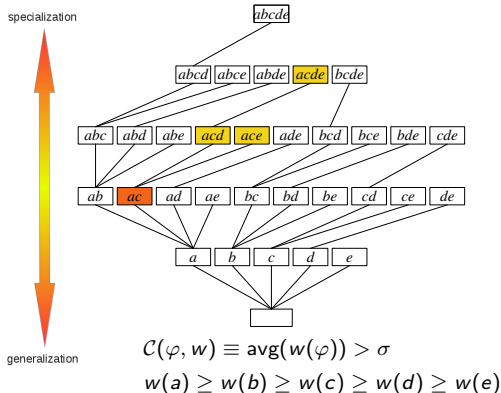 specialization
abcde
abcd abce abde acde bcde
abc abd abe acd ace ade bcd bce bde cde
ab ac ad ae bc bd be cd ce de
a b c d e
generalization
C(φ, w) ≡ avg(w(φ)) > σ
w(a) ≥ w(b) ≥ w(c) ≥ w(d) ≥ w(e)